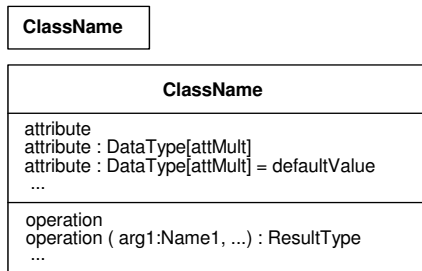 ClassName
ClassName
attribute
attribute : DataType[attMult]
attribute : DataType[attMult] = defaultValue
...
operation
operation ( arg1:Name1, ...) : ResultType
...